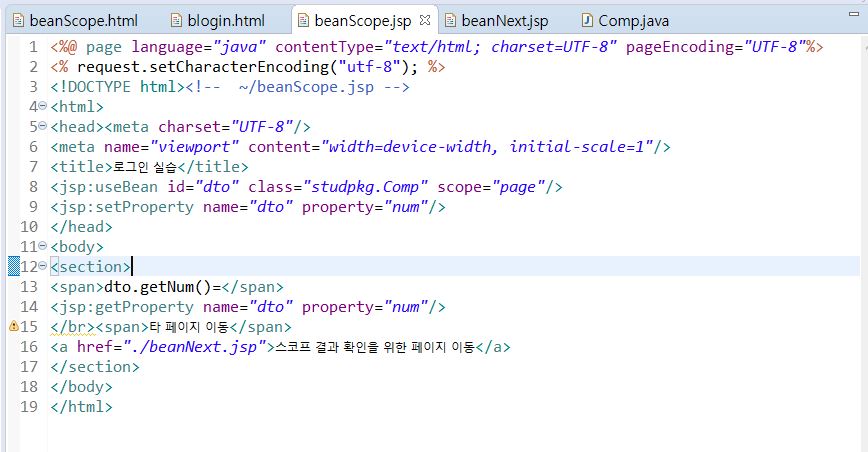 beanScope.html blogin.html beanScope.jsp beanNext.jsp Comp.java
1 <%@ page language="java" contentType="text/html; charset=UTF-8" pageEncoding="UTF-8"%>
2 <% request.setCharacterEncoding("utf-8"); %>
3 <!DOCTYPE html><!--  ~/beanScope.jsp -->
4 <html>
5 <head><meta charset="UTF-8"/>
6 <meta name="viewport" content="width=device-width, initial-scale=1"/>
7 <title>로그인 실습</title>
8 <jsp:useBean id="dto" class="studpkg.Comp" scope="page"/>
9 <jsp:setProperty name="dto" property="num"/>
10 </head>
11 <body>
12 <section>
13 <span>dto.getNum()=</span>
14 <jsp:getProperty name="dto" property="num"/>
15 </br><span>타 페이지 이동</span>
16 <a href="./beanNext.jsp">스코프 결과 확인을 위한 페이지 이동</a>
17 </section>
18 </body>
19 </html>